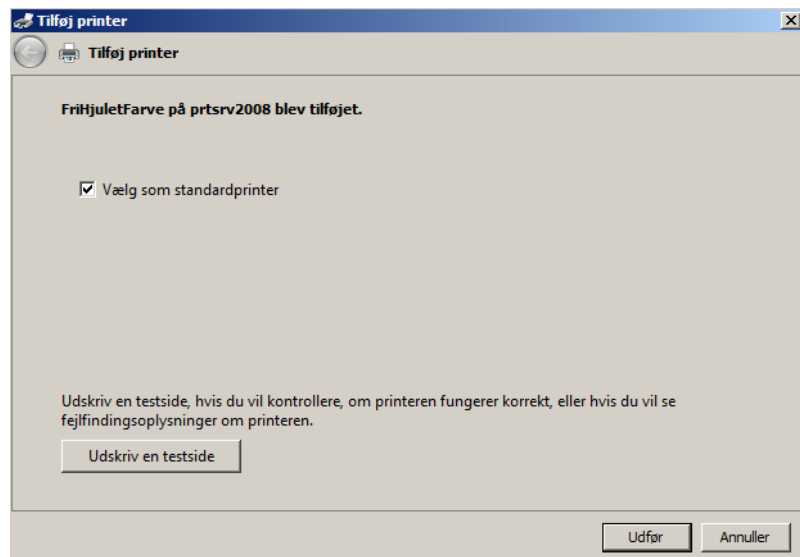 Tilføj printer
Tilføj printer
FriHjuletFarve på prtsrv2008 blev tilføjet.
Vælg som standardprinter
Udskriv en testside, hvis du vil kontrollere, om printeren fungerer korrekt, eller hvis du vil se
fejlfindingsoplysninger om printeren.
Udskriv en testside
Udfør
Annuller